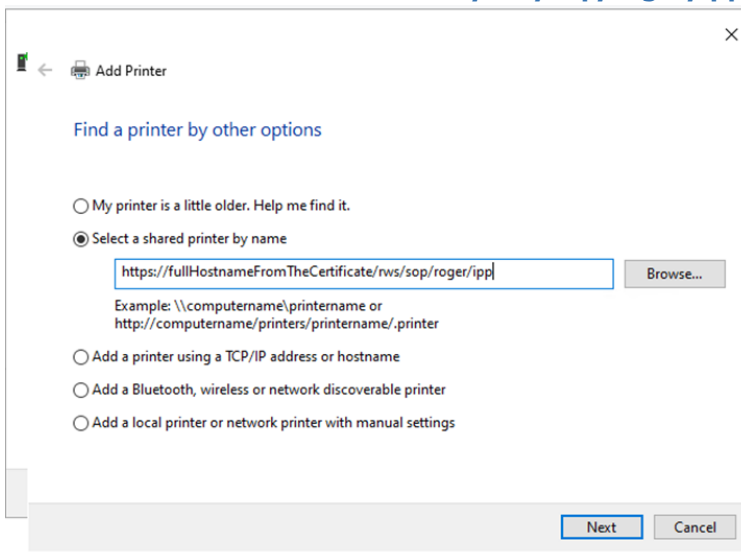 Add Printer
Find a printer by other options
My printer is a little older. Help me find it.
Select a shared printer by name
https://fullHostnameFromTheCertificate/rws/sop/roger/ipp
Browse...
Example: \\computername\printername or
http://computername/printers/printername/.printer
Add a printer using a TCP/IP address or hostname
Add a Bluetooth, wireless or network discoverable printer
Add a local printer or network printer with manual settings
Next
Cancel